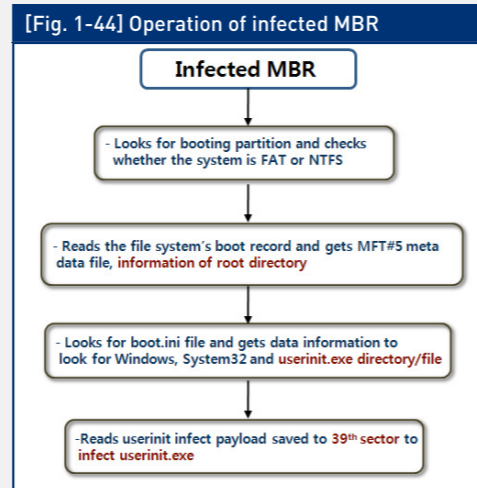 [Fig. 1-44] Operation of infected MBR
Infected MBR
- Looks for booting partition and checks
whether the system is FAT or NTFS
- Reads the file system's boot record and gets MFT#5 meta
data file, information of root directory
- Looks for boot.ini file and gets data information to
look for Windows, System32 and userinit.exe directory/file
-Reads userinit infect payload saved to 39th sector to
infect userinit.exe